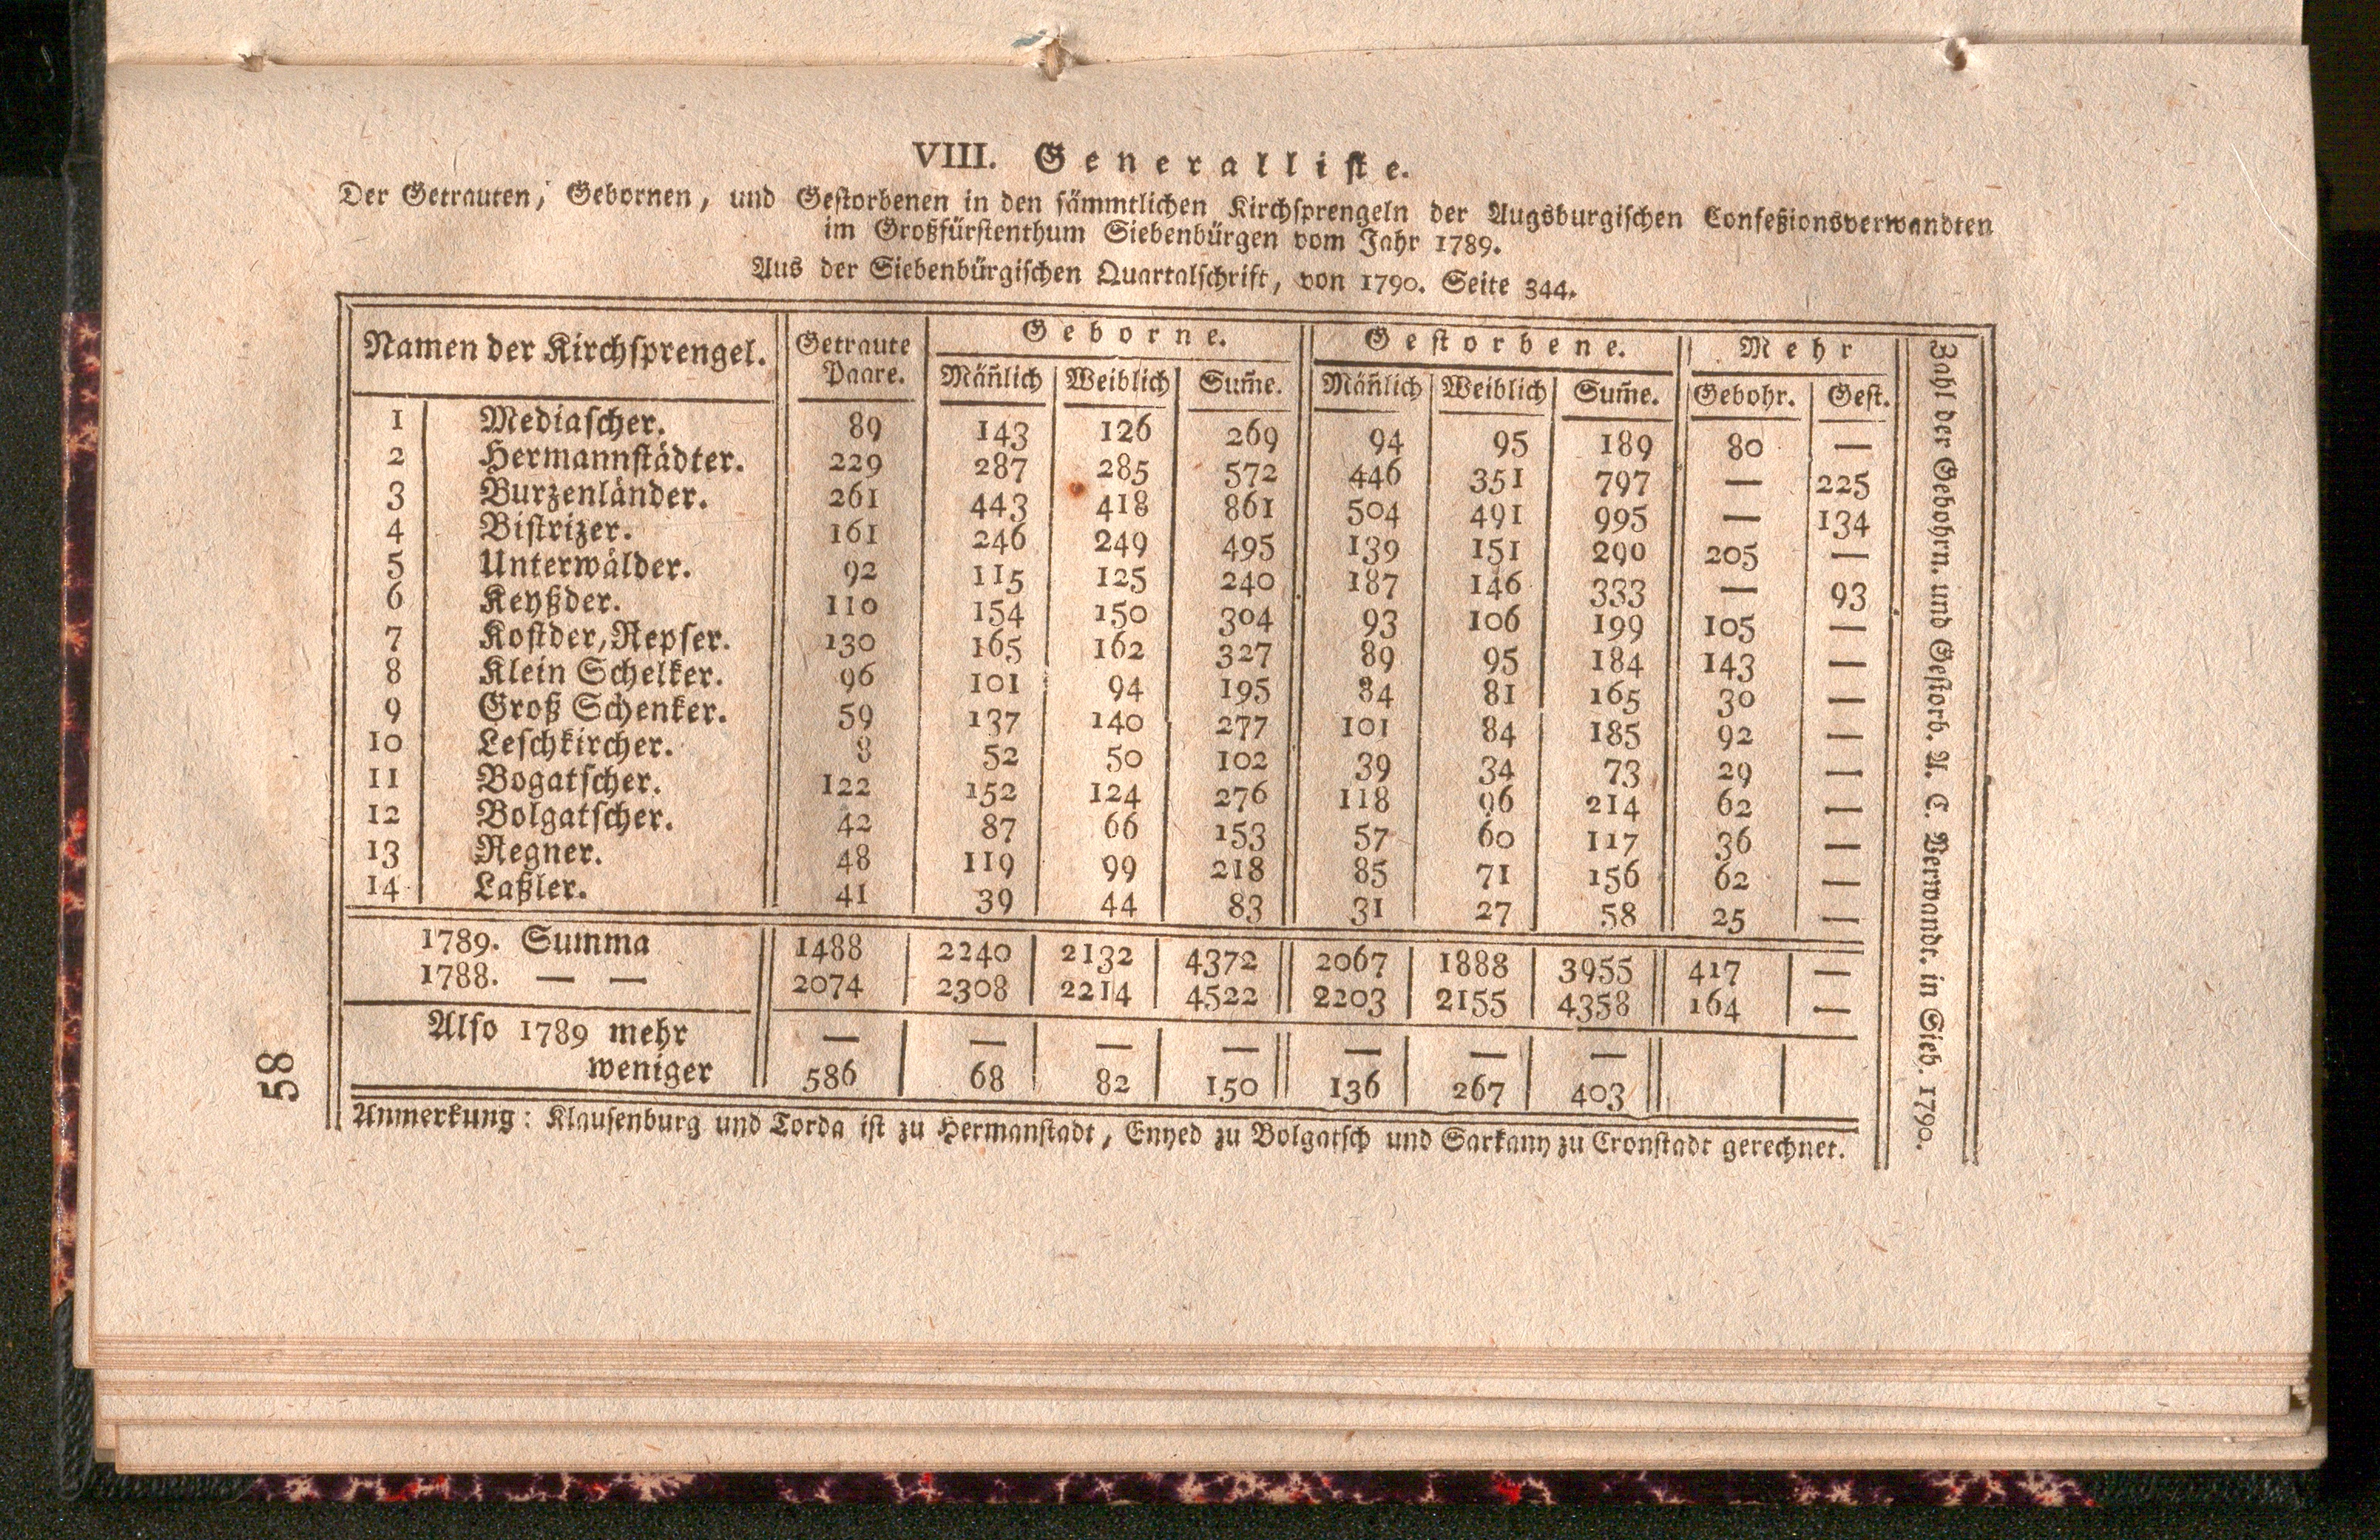 VIII. Generalliste.
Der Getrauten, Gebornen, und Gestorbenen in den sämmtlichen Kirchsprengeln der Augsburgischen Confeßionsverwandten
im Großfürstenthum Siebenbürgen vom Jahr 1789.
Aus der Siebenbürgischen Quartalschrift, von 1790. Seite 344.
Namen der Kirchsprengel. Getraute Paare. Geborne. Gestorbene. Mehr
Mäñlich Weiblich Sum̃e. Mäñlich Weiblich Sum̃e. Gebohr. Gest.
1 Mediascher. 89 143 126 269 94 95 189 80 —
2 Hermannstädter. 229 287 285 572 446 351 797 — 225
3 Burzenländer. 261 443 418 861 504 491 995 — 134
4 Bistrizer. 161 246 249 495 139 151 290 205 —
5 Unterwälder. 92 115 125 240 187 146 333 — 93
6 Keyßder. 110 154 150 304 93 106 199 105 —
7 Kostder, Repser. 130 165 162 327 89 95 184 143 —
8 Klein Schelker. 96 101 94 195 84 81 165 30 —
9 Groß Schenker. 59 137 140 277 101 84 185 92 —
10 Leschkircher. 8 52 50 102 39 34 73 29 —
11 Bogatscher. 122 152 124 276 118 96 214 62 —
12 Bolgatscher. 42 87 66 153 57 60 117 36 —
13 Regner. 48 119 99 218 85 71 156 62 —
14 Laßler. 41 39 44 83 31 27 58 25 —
1789. Summa 1488 2240 2132 4372 2067 1888 3955 417 —
1788. — — 2074 2308 2214 4522 2203 2155 4358 164 —
Also 1789 mehr — — — — — — —
weniger 586 68 82 150 136 267 403
Anmerkung: Klausenburg und Torda ist zu Hermanstadt, Enyed zu Bolgatsch und Sarkany zu Cronstadt gerechnet.
Zahl der Gebohrn. und Gestorb. A. C. Verwandt. in Sieb. 1790.
58